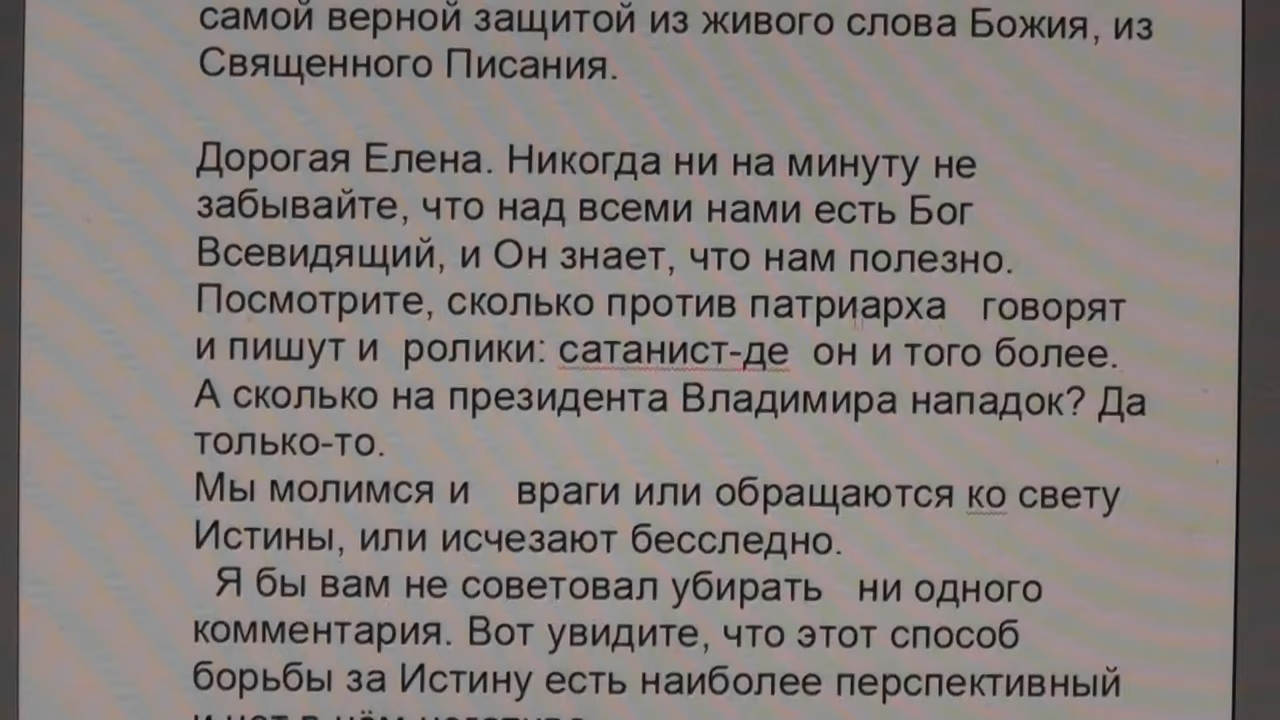 самой верной защитой из живого слова Божия, из
Священного Писания.
Дорогая Елена. Никогда ни на минуту не
забывайте, что над всеми нами есть Бог
Всевидящий, и Он знает, что нам полезно.
Посмотрите, сколько против патриарха говорят
и пишут и ролики: сатанист-де он и того более.
А сколько на президента Владимира нападок? Да
только-то.
Мы молимся и враги или обращаются ко свету
Истины, или исчезают бесследно.
Я бы вам не советовал убирать ни одного
комментария. Вот увидите, что этот способ
борьбы за Истину есть наиболее перспективный